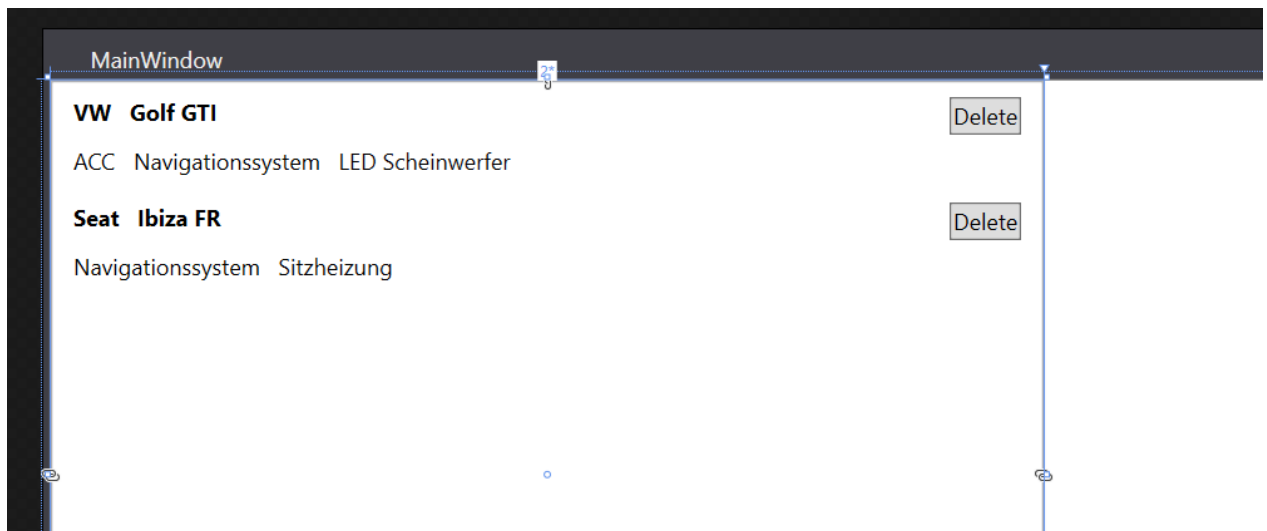 MainWindow
2*
VW Golf GTI Delete
ACC Navigationssystem LED Scheinwerfer
Seat Ibiza FR Delete
Navigationssystem Sitzheizung